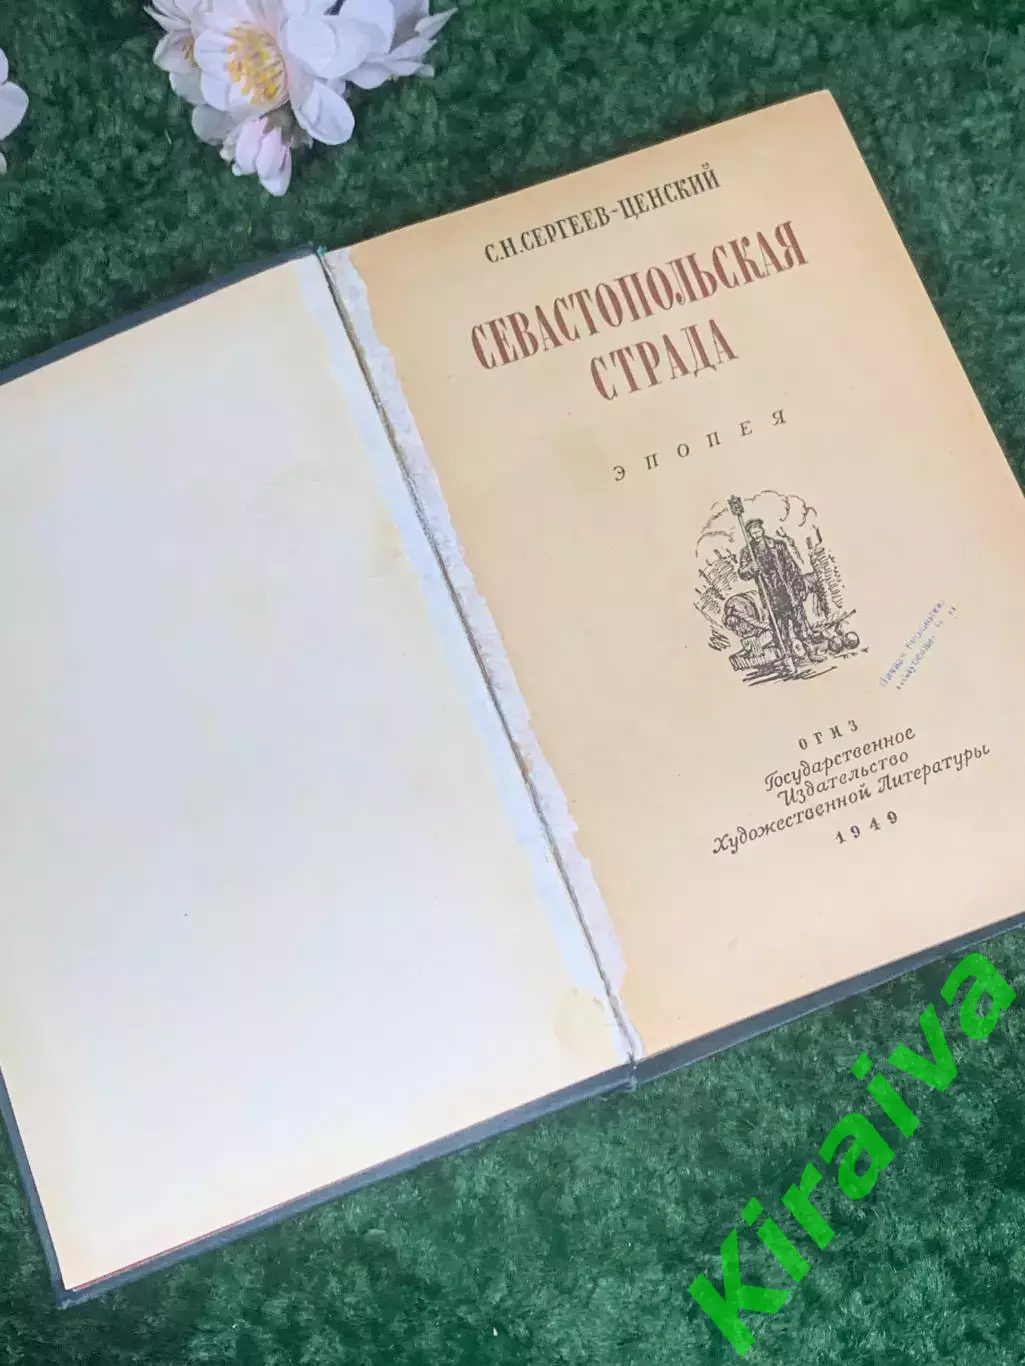 С.Н.СЕРГЕЕВ-ЦЕНСКИЙ
СЕВАСТОПОЛЬСКАЯ
СТРАДА
ЭПОПЕЯ
ОГИЗ
Государственное
Издательство
Художественной Литературы
1949
Kiraiva